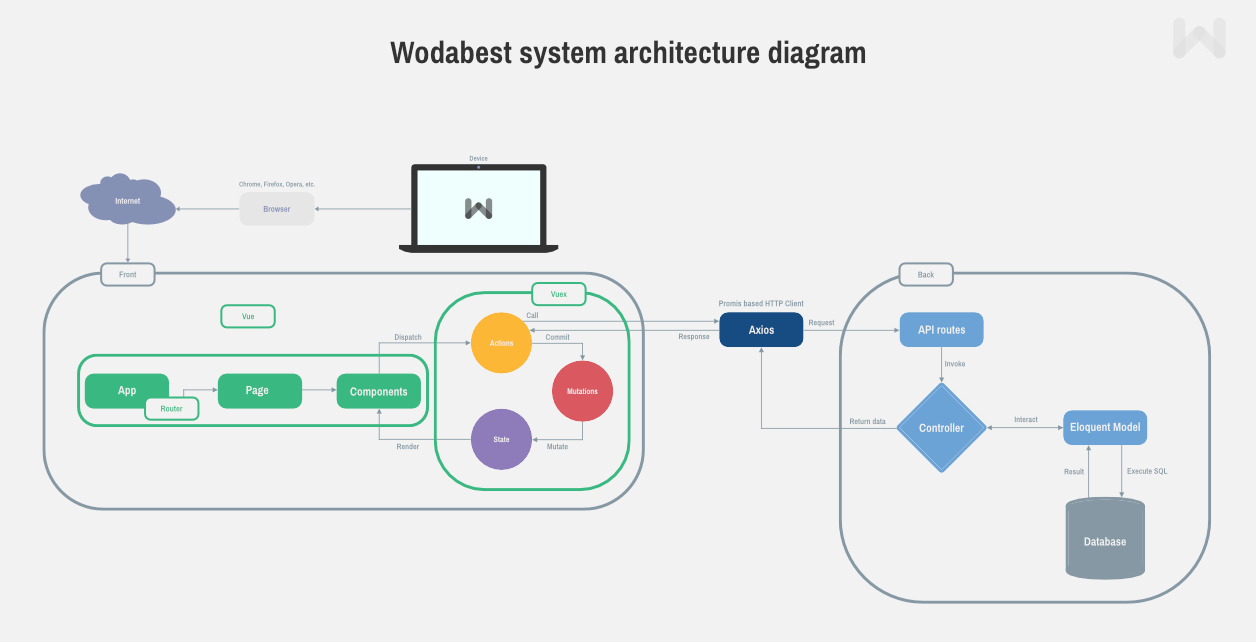 Wodabest system architecture diagram
Device
Chrome, Firefox, Opera, etc.
Internet
Browser
Front
Back
Vue
Vuex
Call
Promis based HTTP Client
Axios
Request
API routes
Response
Dispatch
Actions
Commit
Invoke
App
Router
Page
Components
Mutations
Return data
Controller
Interact
Eloquent Model
Render
State
Mutate
Result
Execute SQL
Database